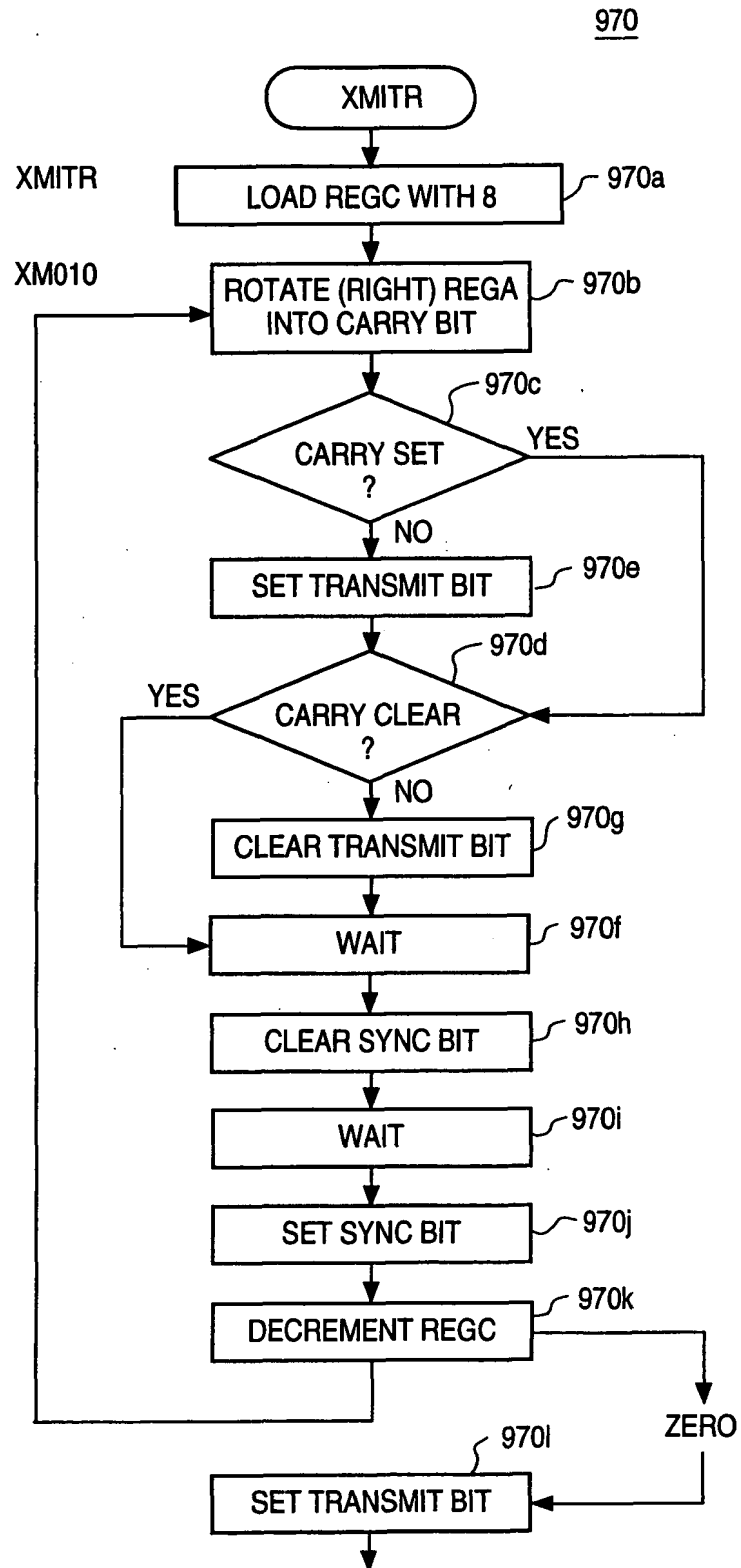 970
XMITR
XMITR
LOAD REGC WITH 8
970a
XM010
ROTATE (RIGHT) REGA
INTO CARRY BIT
970b
970c
CARRY SET
?
YES
NO
SET TRANSMIT BIT
970e
970d
YES
CARRY CLEAR
?
NO
970g
CLEAR TRANSMIT BIT
WAIT
970f
CLEAR SYNC BIT
970h
WAIT
970i
SET SYNC BIT
970j
970k
DECREMENT REGC
ZERO
970l
SET TRANSMIT BIT